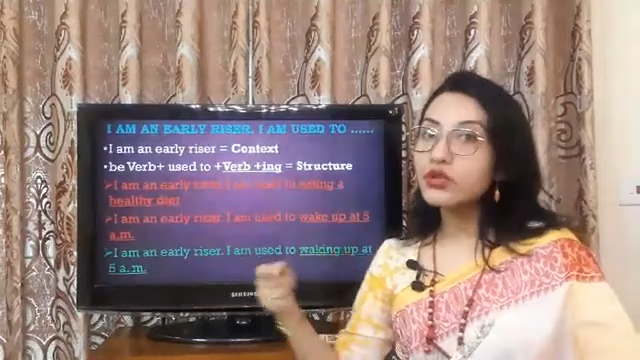 I AM AN EARLY RISER. I AM USED TO .....
•I am an early riser = Context
•be Verb+ used to +Verb +ing = Structure
➢I am an early riser. I am used to eating a
healthy diet
➢I am an early riser. I am used to wake up at 5
a.m.
➢I am an early riser. I am used to waking up at
5 a.m.
SAMSUNG